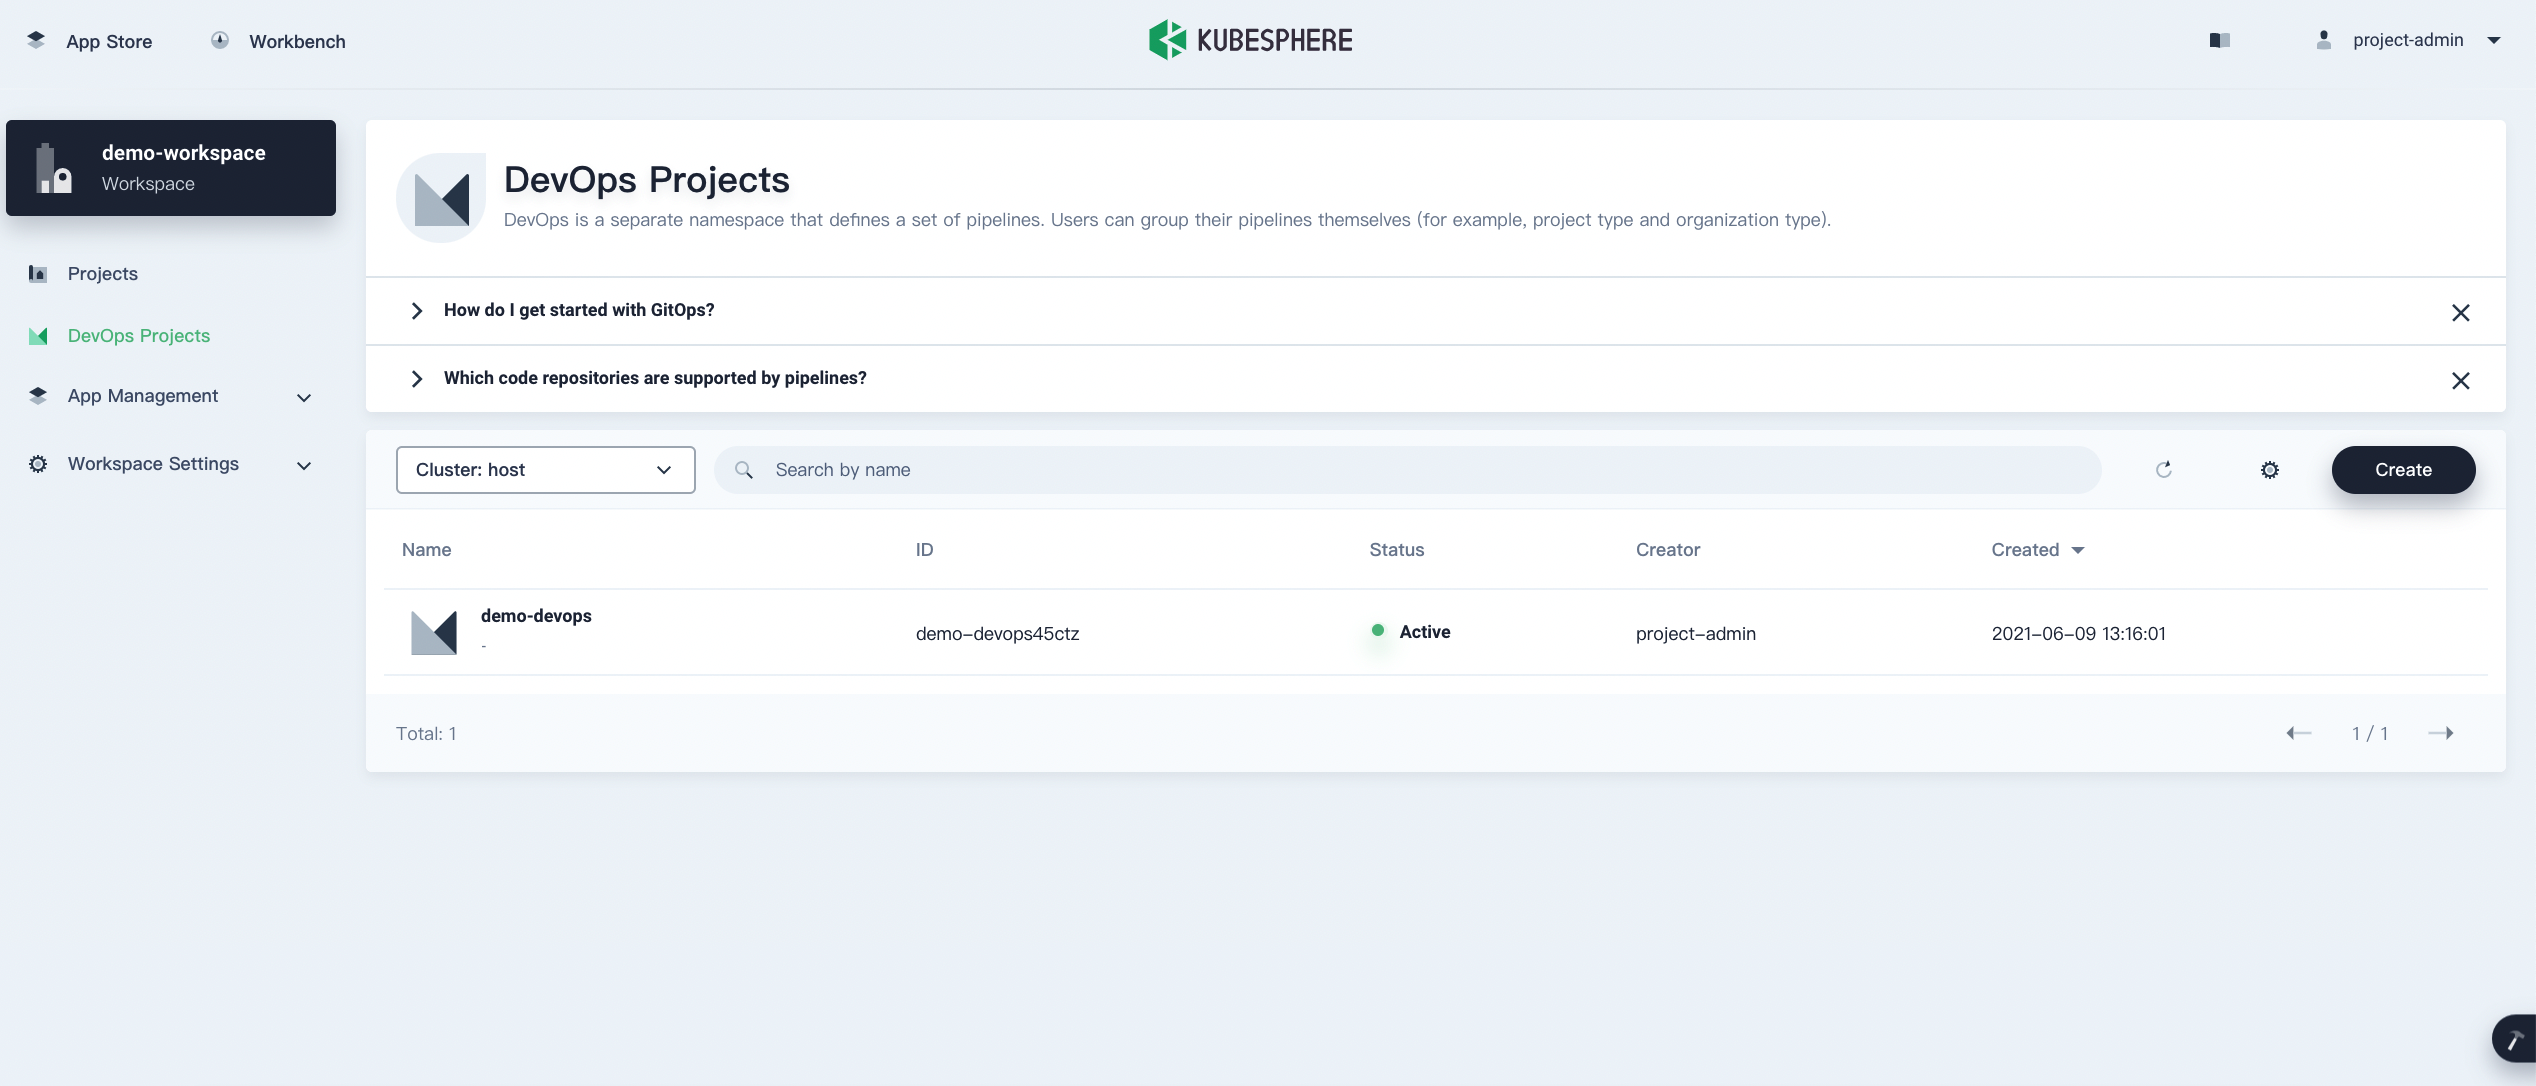 App Store
Workbench
KUBESPHERE
project-admin
demo-workspace
Workspace
Projects
DevOps Projects
App Management
Workspace Settings
DevOps Projects
DevOps is a separate namespace that defines a set of pipelines. Users can group their pipelines themselves (for example, project type and organization type).
How do I get started with GitOps?
Which code repositories are supported by pipelines?
Cluster: host
Search by name
Create
Name ID Status Creator Created
demo-devops
-
demo-devops45ctz
Active
project-admin
2021-06-09 13:16:01
Total: 1
1 / 1